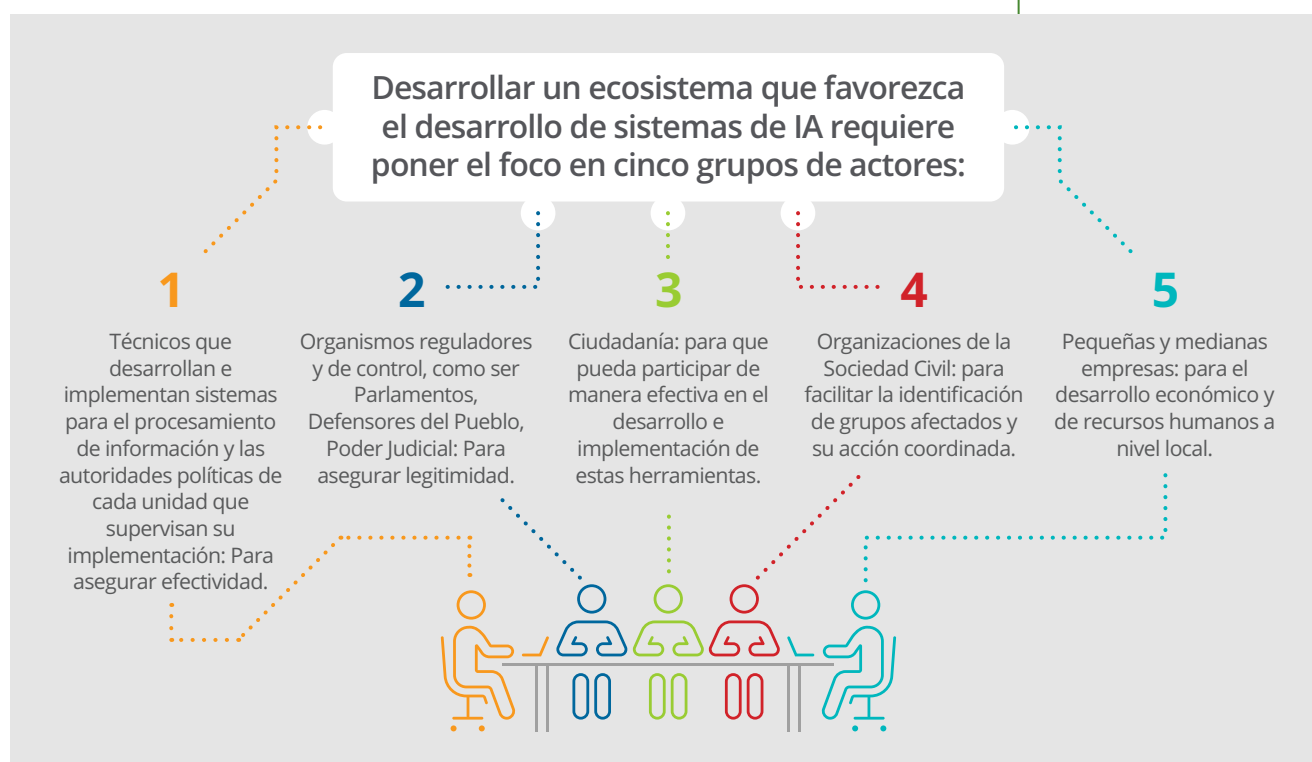 Desarrollar un ecosistema que favorezca
el desarrollo de sistemas de IA requiere
poner el foco en cinco grupos de actores:
1
Técnicos que
desarrollan e
implementan sistemas
para el procesamiento
de información y las
autoridades políticas de
cada unidad que
supervisan su
implementación: Para
asegurar efectividad.
2
Organismos reguladores
y de control, como ser
Parlamentos,
Defensores del Pueblo,
Poder Judicial: Para
asegurar legitimidad.
3
Ciudadanía: para que
pueda participar de
manera efectiva en el
desarrollo e
implementación de
estas herramientas.
4
Organizaciones de la
Sociedad Civil: para
facilitar la identificación
de grupos afectados y
su acción coordinada.
5
Pequeñas y medianas
empresas: para el
desarrollo económico y
de recursos humanos a
nivel local.